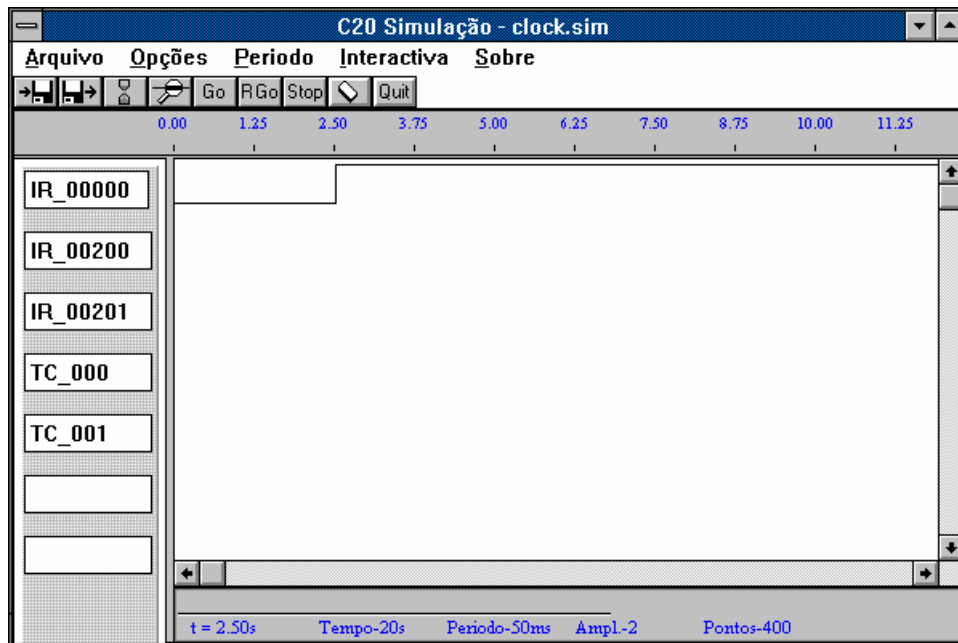 C20 Simulação - clock.sim
Arquivo Opções Periodo Interactiva Sobre
Go RGo Stop Quit
0.00 1.25 2.50 3.75 5.00 6.25 7.50 8.75 10.00 11.25
IR_00000
IR_00200
IR_00201
TC_000
TC_001
t = 2.50s Tempo-20s Periodo-50ms Ampl.-2 Pontos-400